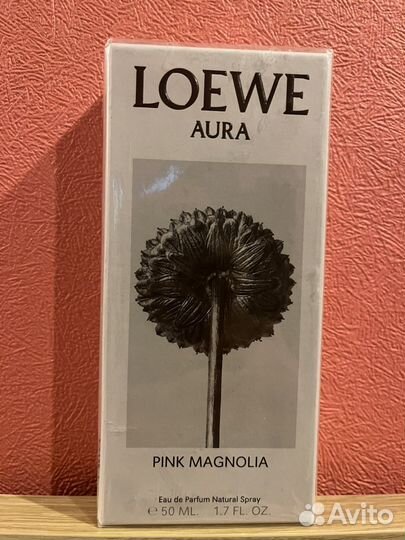 LOEWE
AURA
PINK MAGNOLIA
Eau de Parfum Natural Spray
℮ 50 ML. 1.7 FL. OZ.
Avito